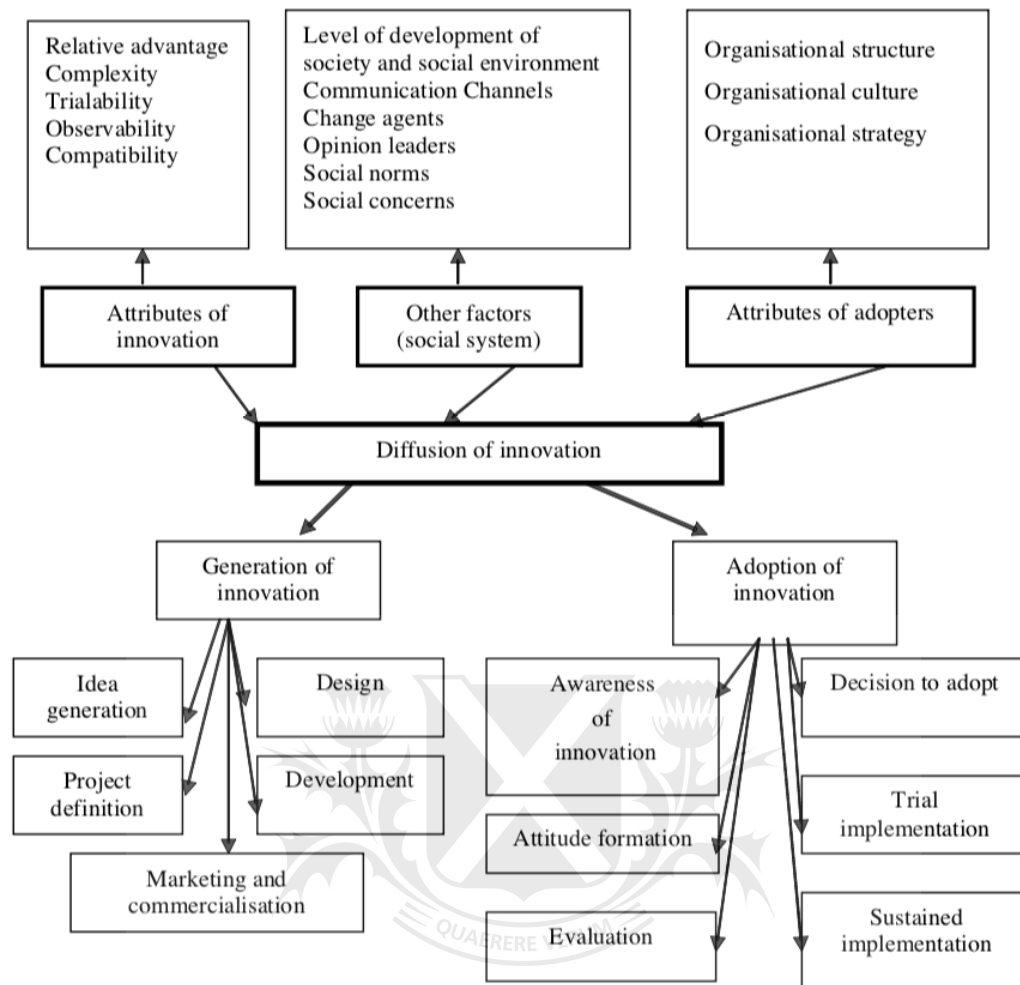 Relative advantage
Complexity
Trialability
Observability
Compatibility
Level of development of
society and social environment
Communication Channels
Change agents
Opinion leaders
Social norms
Social concerns
Organisational structure
Organisational culture
Organisational strategy
Attributes of
innovation
Other factors
(social system)
Attributes of adopters
Diffusion of innovation
Generation of
innovation
Adoption of
innovation
Idea
generation
Design
Awareness
of
innovation
Decision to adopt
Project
definition
Development
Trial
implementation
Attitude formation
Marketing and
commercialisation
Evaluation
Sustained
implementation
QUAERERE VERUM